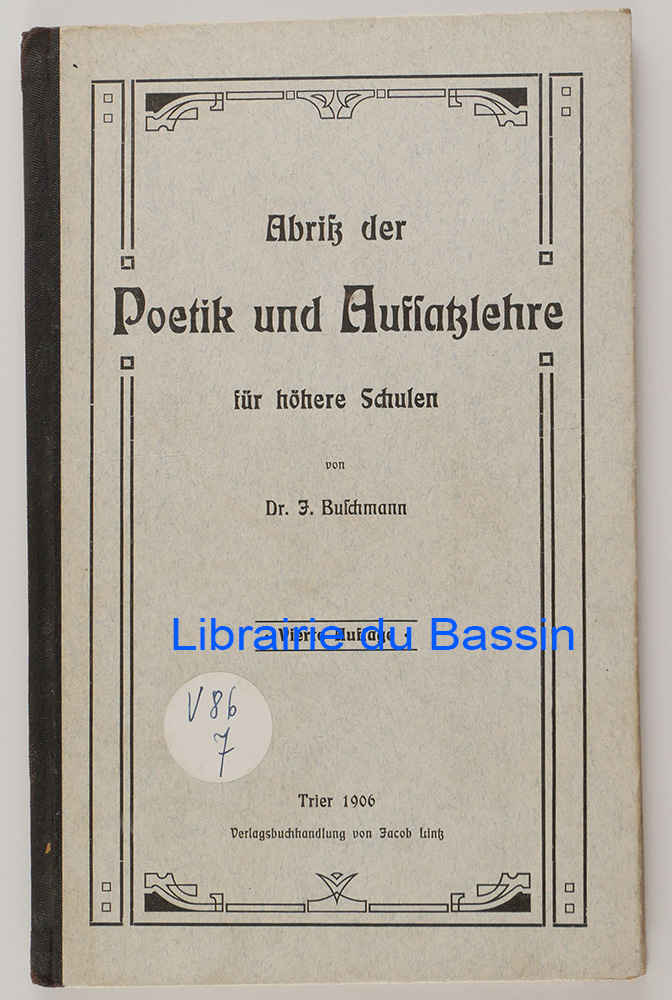 Abriß der
Poetik und Aufsatzlehre
für höhere Schulen
von
Dr. J. Buschmann
Vierte Auflage
Librairie du Bassin
V 86
7
Trier 1906
Verlagsbuchhandlung von Jacob Lintz